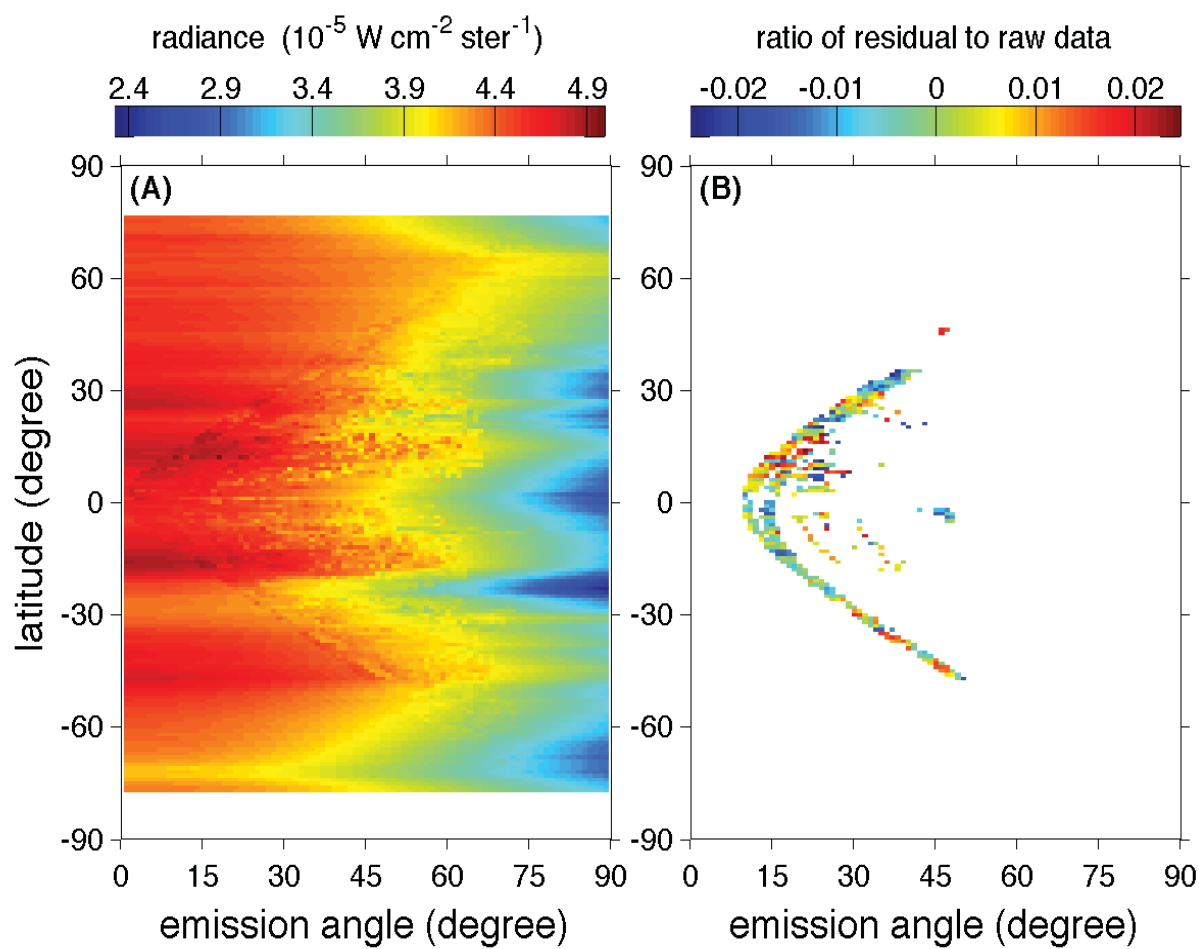 radiance (10^-5 W cm^-2 ster^-1)
2.4 2.9 3.4 3.9 4.4 4.9
(A)
90
60
30
0
-30
-60
-90
latitude (degree)
0 15 30 45 60 75 90
emission angle (degree)
ratio of residual to raw data
-0.02 -0.01 0 0.01 0.02
(B)
90
60
30
0
-30
-60
-90
0 15 30 45 60 75 90
emission angle (degree)